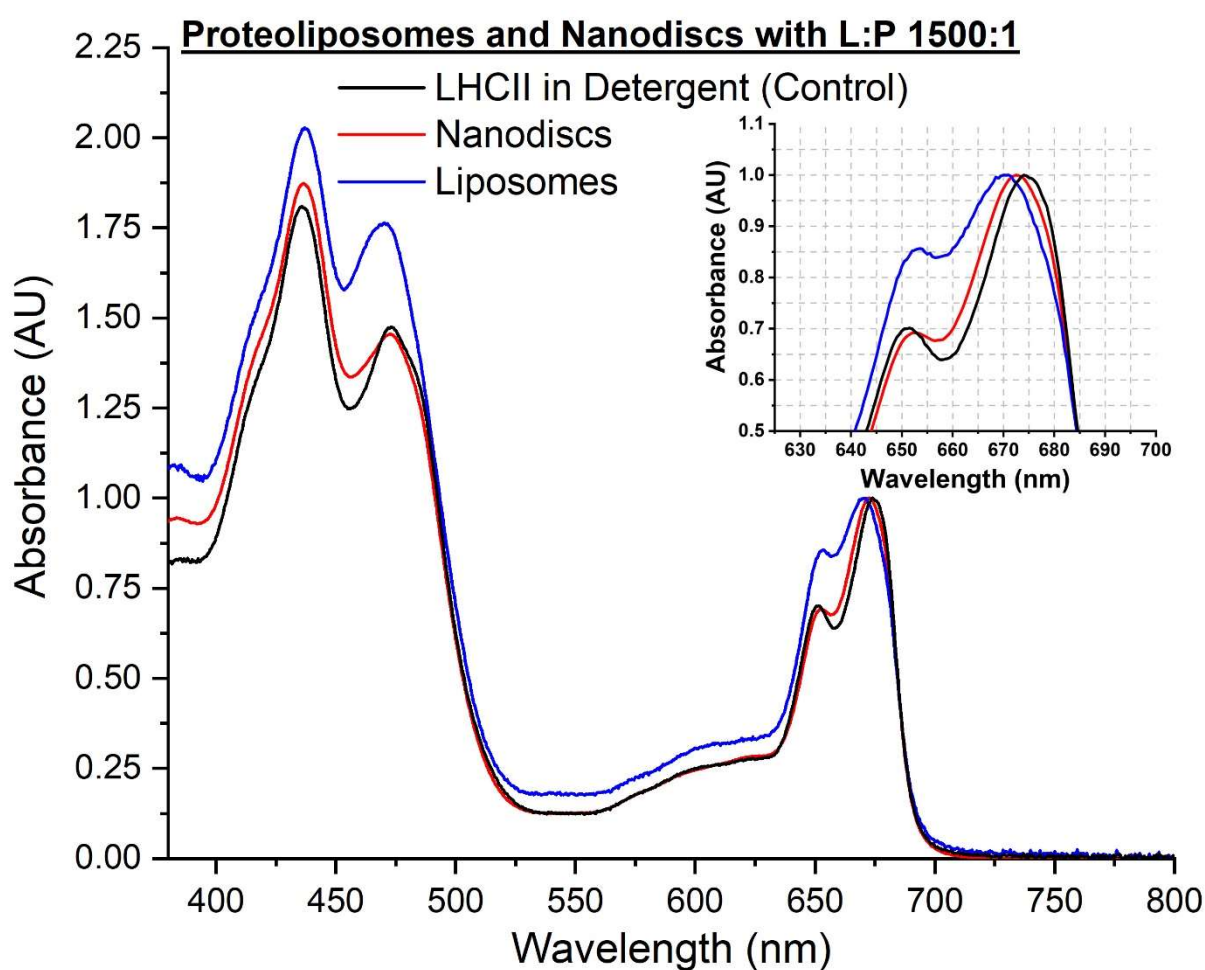 Proteoliposomes and Nanodiscs with L:P 1500:1
LHCII in Detergent (Control)
Nanodiscs
Liposomes
Absorbance (AU)
2.25
2.00
1.75
1.50
1.25
1.00
0.75
0.50
0.25
0.00
400 450 500 550 600 650 700 750 800
Wavelength (nm)
Absorbance (AU)
1.1
1.0
0.9
0.8
0.7
0.6
0.5
630 640 650 660 670 680 690 700
Wavelength (nm)